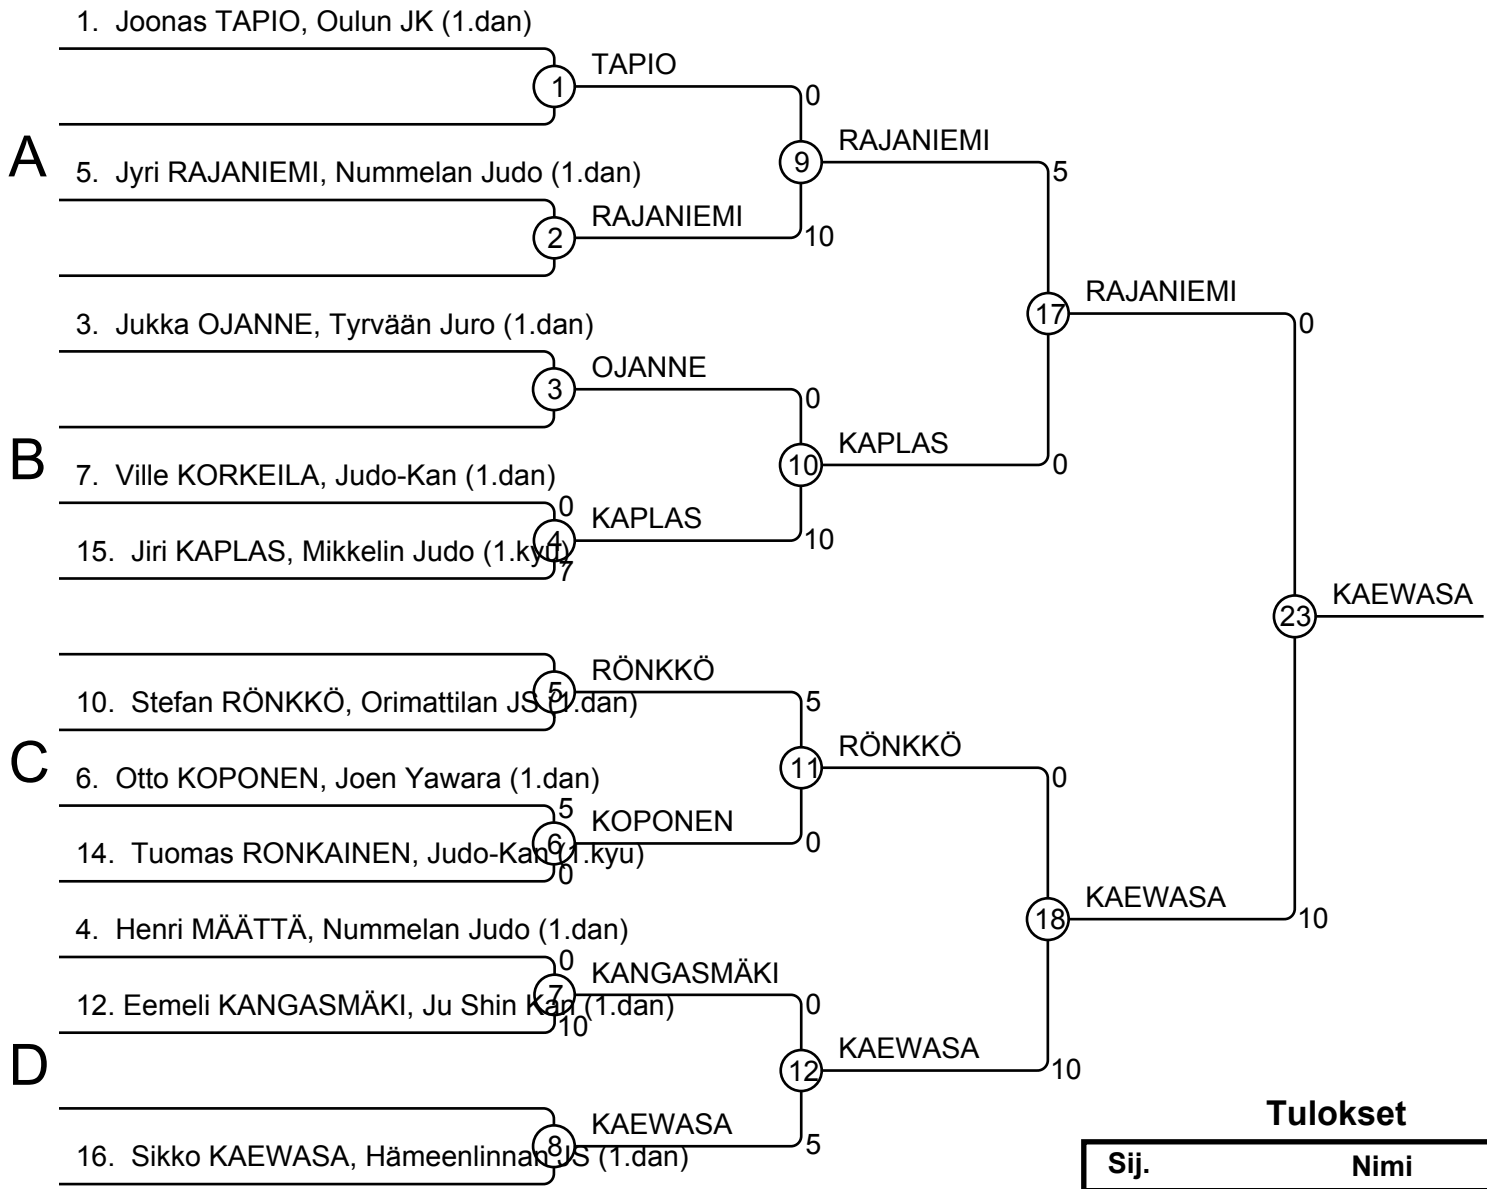 1. Joonas TAPIO, Oulun JK (1.dan)
TAPIO
1
0
A
RAJANIEMI
9
5
5. Jyri RAJANIEMI, Nummelan Judo (1.dan)
RAJANIEMI
2
10
RAJANIEMI
17
0
3. Jukka OJANNE, Tyrvään Juro (1.dan)
OJANNE
3
0
B
KAPLAS
10
0
7. Ville KORKEILA, Judo-Kan (1.dan)
0
KAPLAS
4
10
15. Jiri KAPLAS, Mikkelin Judo (1.kyu)
7
KAEWASA
23
RÖNKKÖ
5
5
10. Stefan RÖNKKÖ, Orimattilan JS (1.dan)
C
RÖNKKÖ
11
0
6. Otto KOPONEN, Joen Yawara (1.dan)
5
KOPONEN
6
0
14. Tuomas RONKAINEN, Judo-Kan (1.kyu)
0
KAEWASA
18
10
4. Henri MÄÄTTÄ, Nummelan Judo (1.dan)
0
KANGASMÄKI
7
0
12. Eemeli KANGASMÄKI, Ju Shin Kan (1.dan)
10
D
KAEWASA
12
10
KAEWASA
8
5
16. Sikko KAEWASA, Hämeenlinnan JS (1.dan)
Tulokset
Sij. Nimi